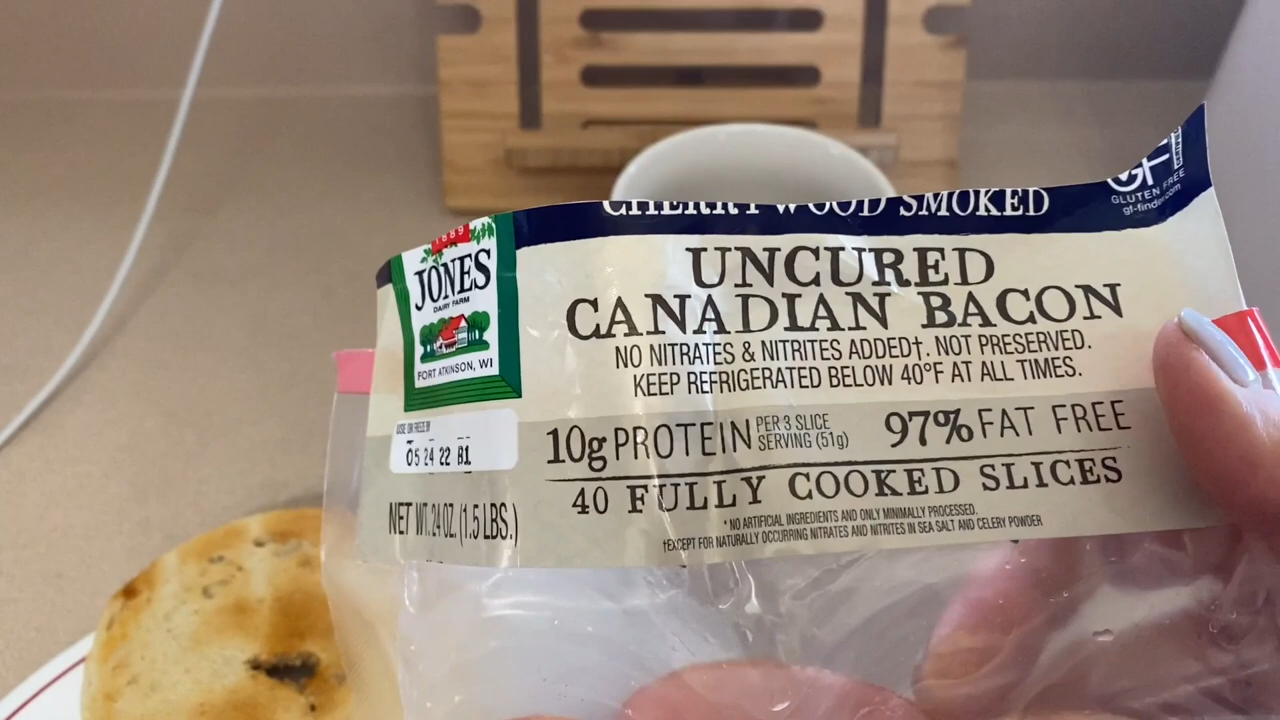 CHERRYWOOD SMOKED
GF
GLUTEN FREE
gf-finder.com
1889
JONES
DAIRY FARM
FORT ATKINSON, WI
UNCURED
CANADIAN BACON
NO NITRATES & NITRITES ADDED†. NOT PRESERVED.
KEEP REFRIGERATED BELOW 40°F AT ALL TIMES.
USE OR FREEZE BY
05 24 22 B1
10g PROTEIN PER 3 SLICE
SERVING (51g)
97% FAT FREE
40 FULLY COOKED SLICES
NET WT. 24 OZ. (1.5 LBS.)
* NO ARTIFICIAL INGREDIENTS AND ONLY MINIMALLY PROCESSED.
†EXCEPT FOR NATURALLY OCCURRING NITRATES AND NITRITES IN SEA SALT AND CELERY POWDER